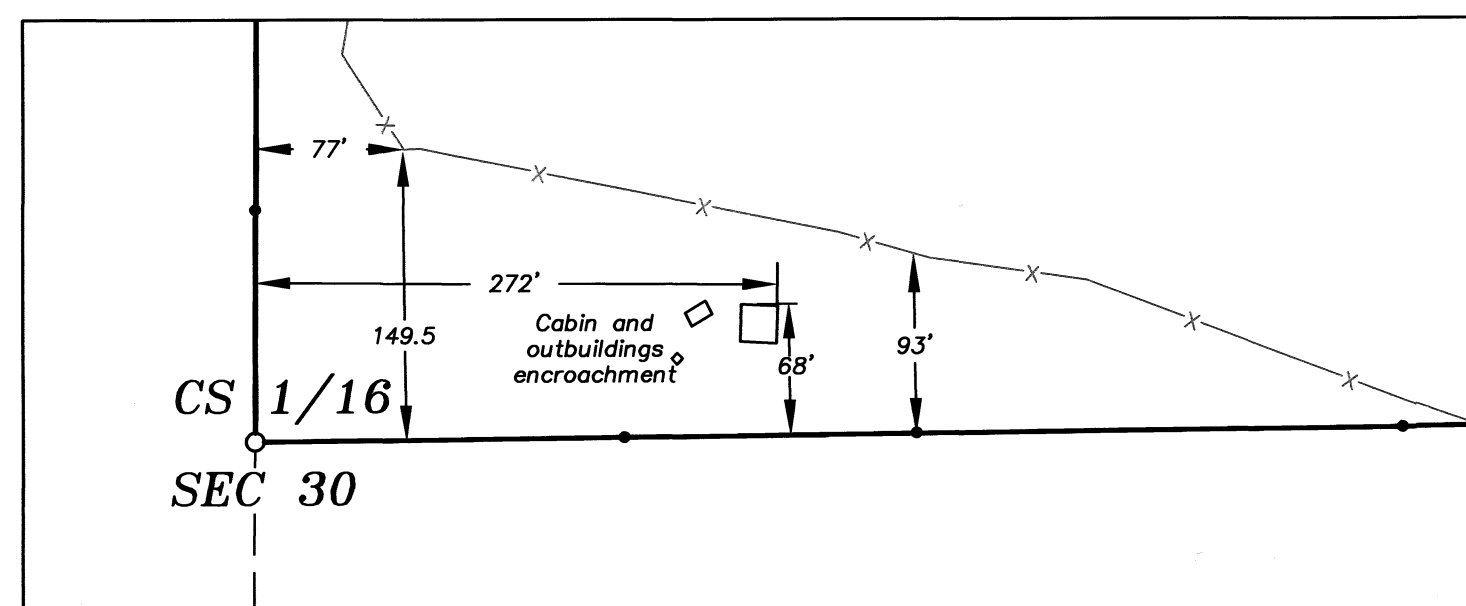 77'
272'
149.5
Cabin and
outbuildings
encroachment
68'
93'
CS 1/16
SEC 30